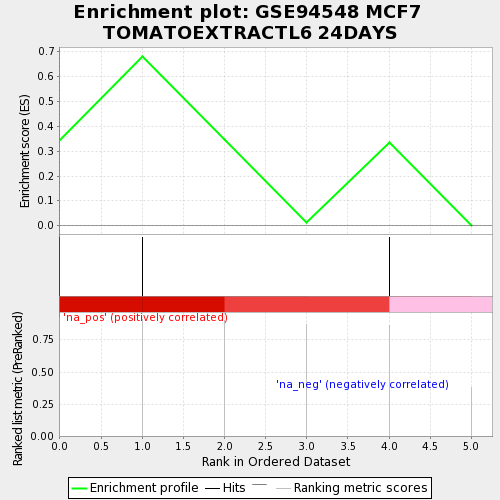 Enrichment plot: GSE94548 MCF7
TOMATOEXTRACTL6 24DAYS
Enrichment score (ES)
0.7
0.6
0.5
0.4
0.3
0.2
0.1
0.0
'na_pos' (positively correlated)
'na_neg' (negatively correlated)
Ranked list metric (PreRanked)
0.75
0.50
0.25
0.00
0.0 0.5 1.0 1.5 2.0 2.5 3.0 3.5 4.0 4.5 5.0
Rank in Ordered Dataset
Enrichment profile Hits Ranking metric scores